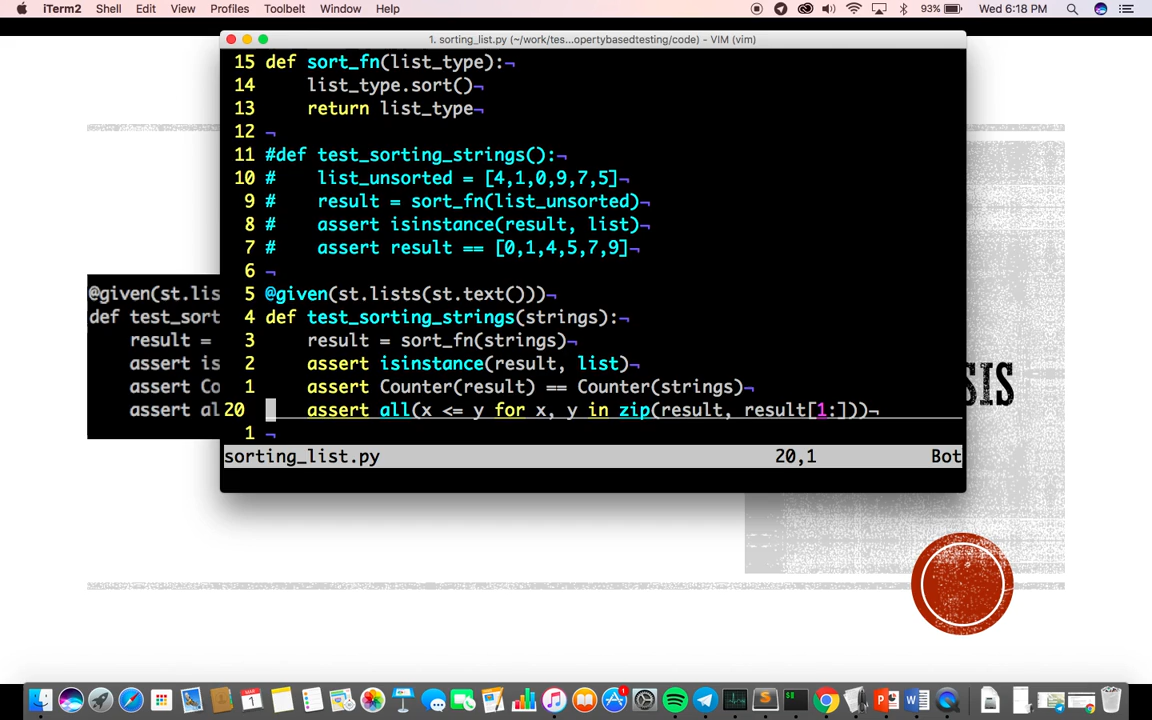 iTerm2 Shell Edit View Profiles Toolbelt Window Help 93% Wed 6:18 PM
1. sorting_list.py (~/work/tes...opertybasedtesting/code) - VIM (vim)
15 def sort_fn(list_type):¬
14     list_type.sort()¬
13     return list_type¬
12 ¬
11 #def test_sorting_strings():¬
10 #    list_unsorted = [4,1,0,9,7,5]¬
9 #    result = sort_fn(list_unsorted)¬
8 #    assert isinstance(result, list)¬
7 #    assert result == [0,1,4,5,7,9]¬
6 ¬
5 @given(st.lists(st.text()))¬
4 def test_sorting_strings(strings):¬
3     result = sort_fn(strings)¬
2     assert isinstance(result, list)¬
1     assert Counter(result) == Counter(strings)¬
20     assert all(x <= y for x, y in zip(result, result[1:]))¬
1 ¬
sorting_list.py 20,1 Bot
@given(st.lis
def test_sort
result =
assert is
assert Co
assert al
SIS